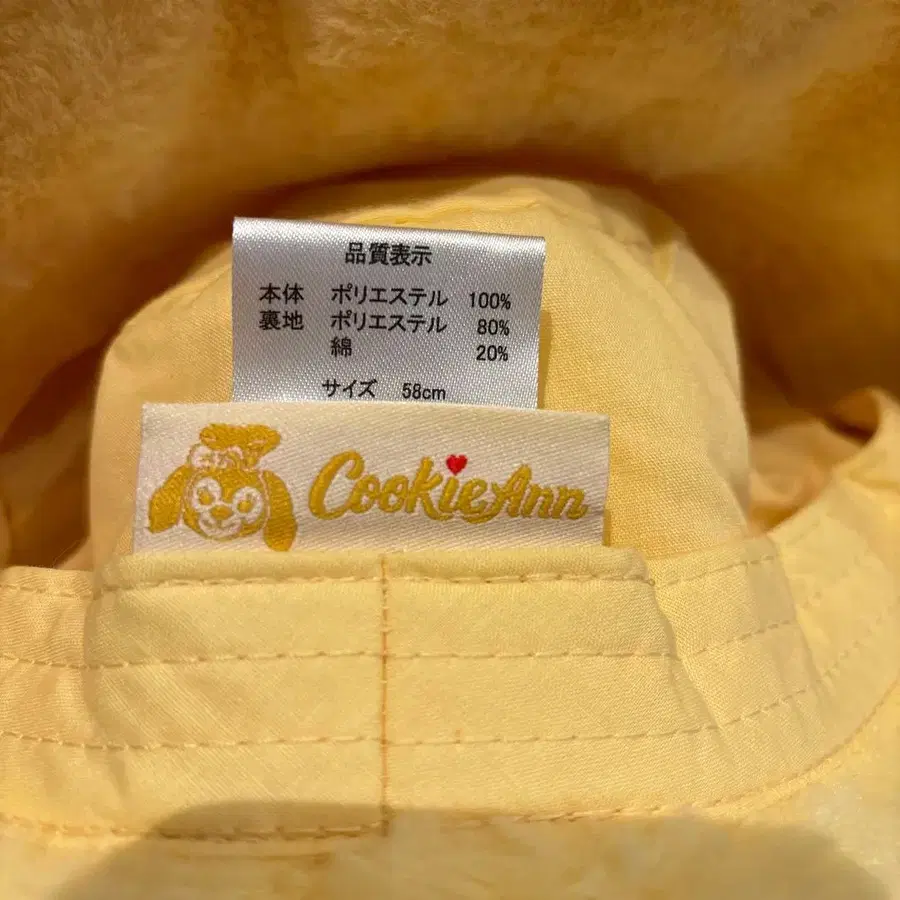 品質表示
本体 ポリエステル 100%
裏地 ポリエステル 80%
綿 20%
サイズ 58cm
CookieAnn